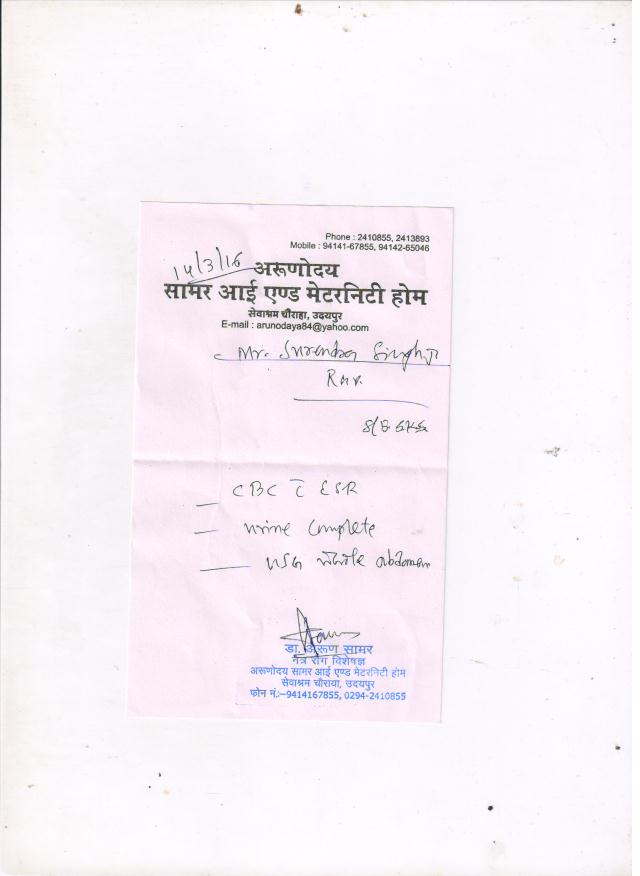 Phone : 2410855, 2413893
Mobile : 94141-67855, 94142-65046
14/3/16
अरूणोदय
सामर आई एण्ड मेटरनिटी होम
सेवाश्रम चौराहा, उदयपुर
E-mail : arunodaya84@yahoo.com
Mr. Surendra Singh Ji
CBC c̄ ESR
Urine Complete
USG Whole abdomen
डा. अरूण सामर
नेत्र रोग विशेषज्ञ
अरूणोदय सामर आई एण्ड मेटरनिटी होम
सेवाश्रम चौराया, उदयपुर
फोन नं.:–9414167855, 0294-2410855